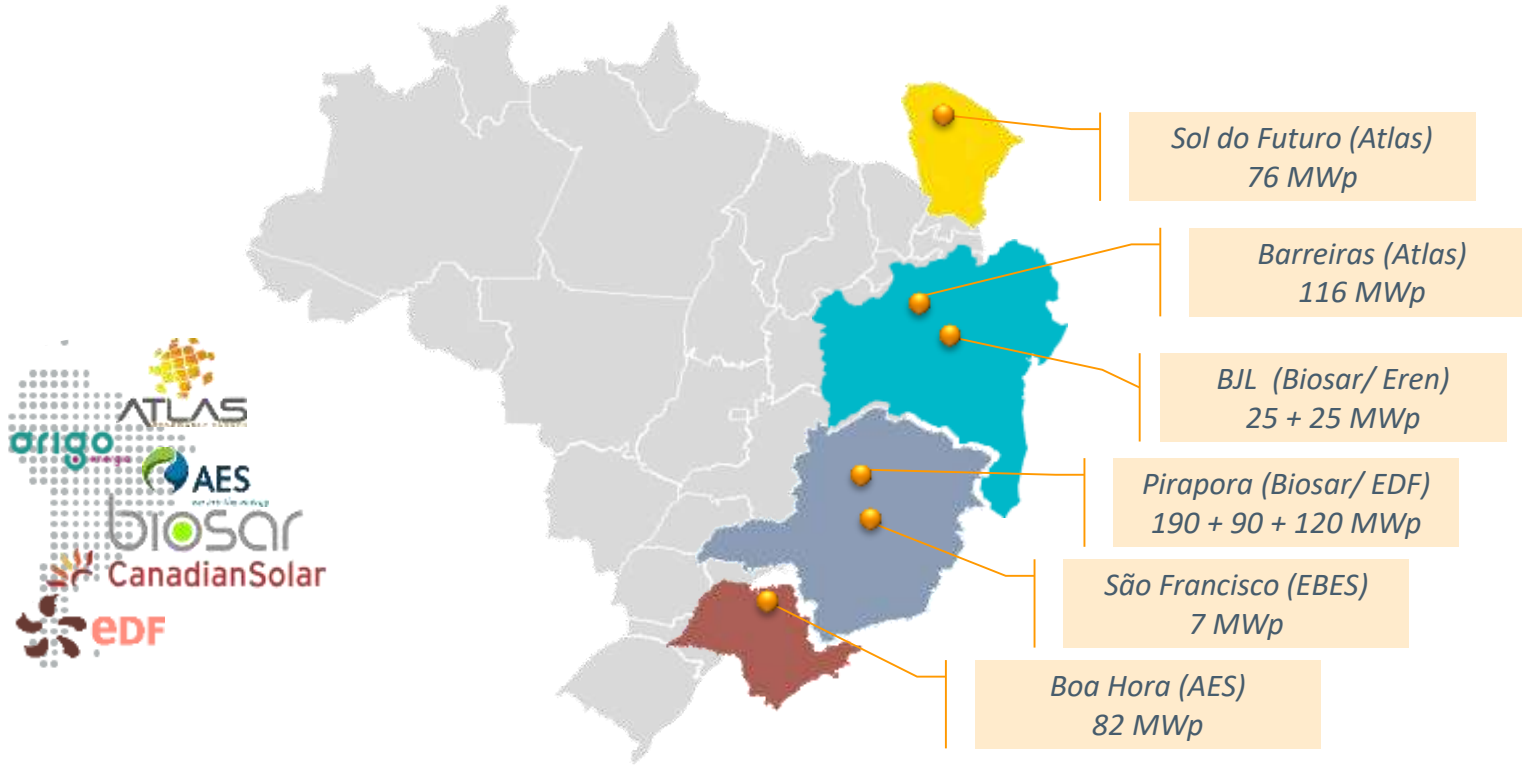 Sol do Futuro (Atlas)
76 MWp
Barreiras (Atlas)
116 MWp
BJL (Biosar/ Eren)
25 + 25 MWp
Pirapora (Biosar/ EDF)
190 + 90 + 120 MWp
São Francisco (EBES)
7 MWp
Boa Hora (AES)
82 MWp
ATLAS
origo
AES
biosar
CanadianSolar
eDF